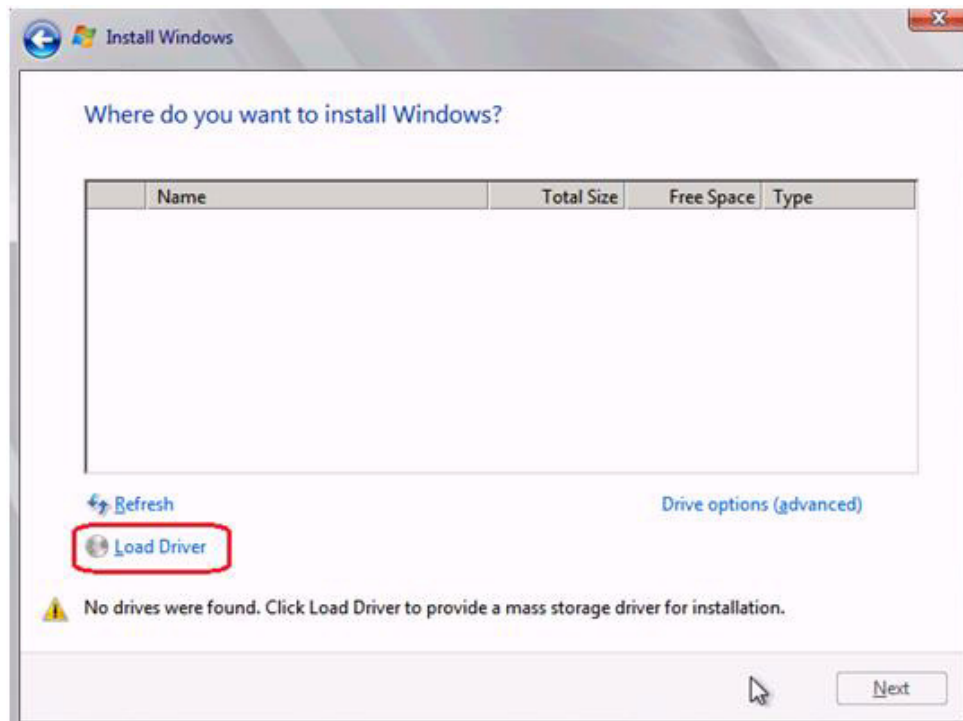 Install Windows
Where do you want to install Windows?
Name Total Size Free Space Type
Refresh Drive options (advanced)
Load Driver
No drives were found. Click Load Driver to provide a mass storage driver for installation.
Next